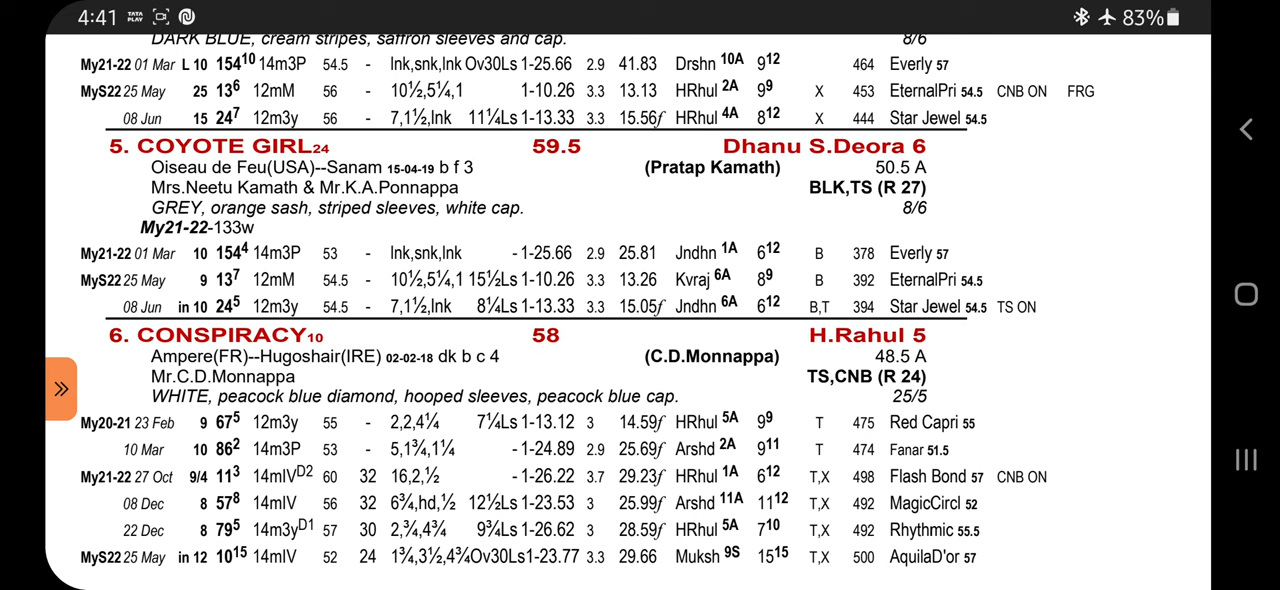 4:41 TATA PLAY 83%
DARK BLUE, cream stripes, saffron sleeves and cap. 8/6
My21-22 01 Mar L 10 154¹⁰ 14m3P 54.5 - lnk,snk,lnk Ov30Ls 1-25.66 2.9 41.83 Drshn 10A 9¹² 464 Everly 57
MyS22 25 May 25 13⁶ 12mM 56 - 10½,5¼,1 1-10.26 3.3 13.13 HRhul 2A 9⁹ X 453 EternalPri 54.5 CNB ON FRG
08 Jun 15 24⁷ 12m3y 56 - 7,1½,lnk 11¼Ls 1-13.33 3.3 15.56f HRhul 4A 8¹² X 444 Star Jewel 54.5
5. COYOTE GIRL24 59.5 Dhanu S.Deora 6
Oiseau de Feu(USA)--Sanam 15-04-19 b f 3 (Pratap Kamath) 50.5 A
Mrs.Neetu Kamath & Mr.K.A.Ponnappa BLK,TS (R 27)
GREY, orange sash, striped sleeves, white cap. 8/6
My21-22-133w
My21-22 01 Mar 10 154⁴ 14m3P 53 - lnk,snk,lnk - 1-25.66 2.9 25.81 Jndhn 1A 6¹² B 378 Everly 57
MyS22 25 May 9 13⁷ 12mM 54.5 - 10½,5¼,1 15½Ls 1-10.26 3.3 13.26 Kvraj 6A 8⁹ B 392 EternalPri 54.5
08 Jun in 10 24⁵ 12m3y 54.5 - 7,1½,lnk 8¼Ls 1-13.33 3.3 15.05f Jndhn 6A 6¹² B,T 394 Star Jewel 54.5 TS ON
6. CONSPIRACY10 58 H.Rahul 5
Ampere(FR)--Hugoshair(IRE) 02-02-18 dk b c 4 (C.D.Monnappa) 48.5 A
Mr.C.D.Monnappa TS,CNB (R 24)
WHITE, peacock blue diamond, hooped sleeves, peacock blue cap. 25/5
My20-21 23 Feb 9 67⁵ 12m3y 55 - 2,2,4¼ 7¼Ls 1-13.12 3 14.59f HRhul 5A 9⁹ T 475 Red Capri 55
10 Mar 10 86² 14m3P 53 - 5,1¾,1¼ - 1-24.89 2.9 25.69f Arshd 2A 9¹¹ T 474 Fanar 51.5
My21-22 27 Oct 9/4 11³ 14mIVD2 60 32 16,2,½ - 1-26.22 3.7 29.23f HRhul 1A 6¹² T,X 498 Flash Bond 57 CNB ON
08 Dec 8 57⁸ 14mIV 56 32 6¾,hd,½ 12½Ls 1-23.53 3 25.99f Arshd 11A 11¹² T,X 492 MagicCircl 52
22 Dec 8 79⁵ 14m3yD1 57 30 2,¾,4¾ 9¾Ls 1-26.62 3 28.59f HRhul 5A 7¹⁰ T,X 492 Rhythmic 55.5
MyS22 25 May in 12 10¹⁵ 14mIV 52 24 1¾,3½,4¾Ov30Ls1-23.77 3.3 29.66 Muksh 9S 15¹⁵ T,X 500 AquilaD'or 57